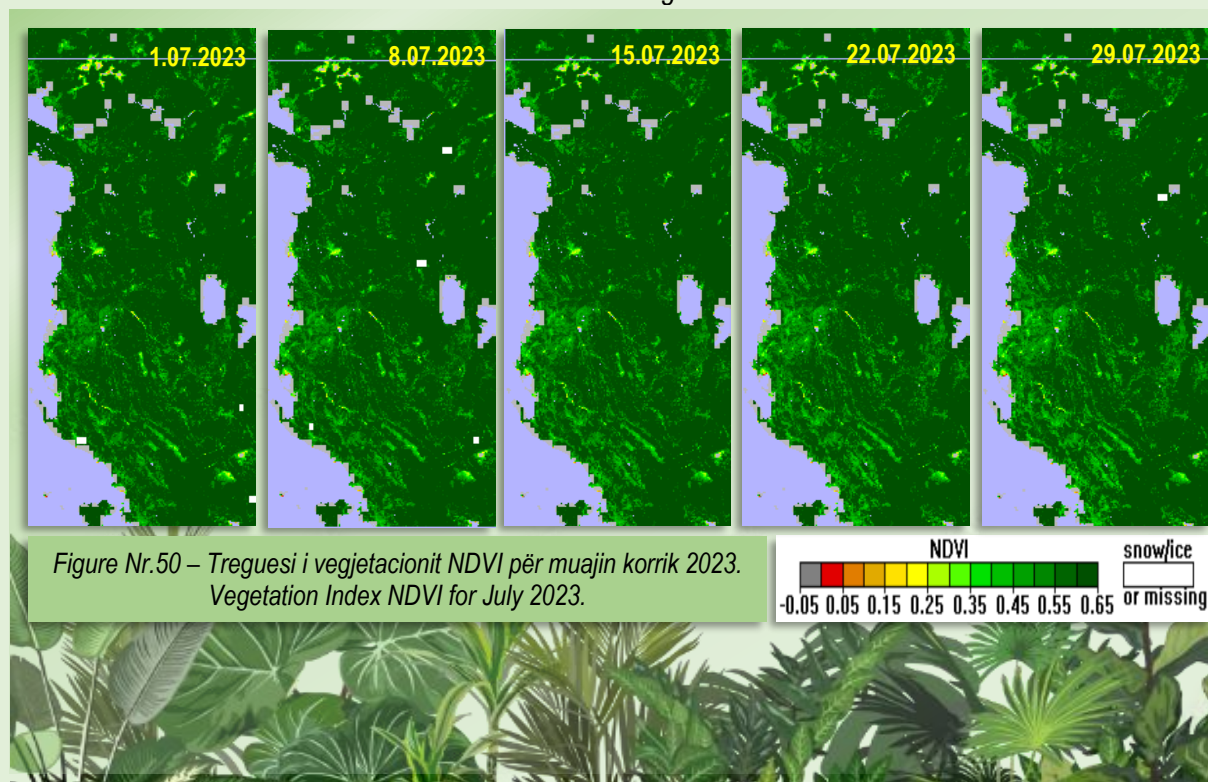 1.07.2023
8.07.2023
15.07.2023
22.07.2023
29.07.2023
Figure Nr.50 – Treguesi i vegjetacionit NDVI për muajin korrik 2023.
Vegetation Index NDVI for July 2023.
NDVI
-0.05 0.05 0.15 0.25 0.35 0.45 0.55 0.65
snow/ice
or missing